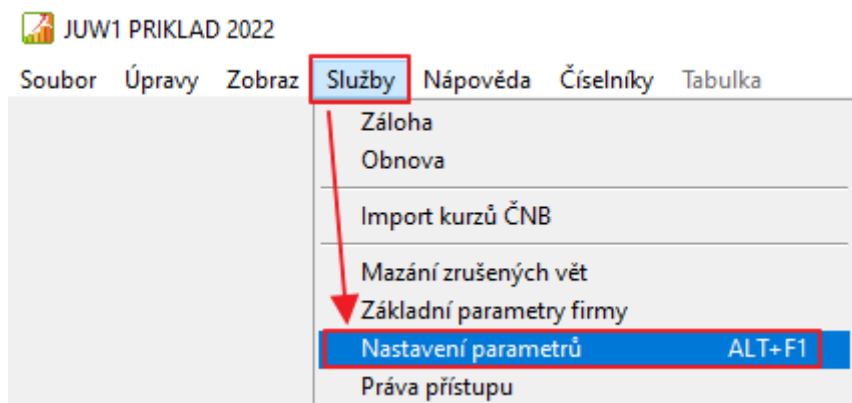 JUW1 PRIKLAD 2022
Soubor Úpravy Zobraz Služby Nápověda Číselníky Tabulka
Záloha
Obnova
Import kurzů ČNB
Mazání zrušených vět
Základní parametry firmy
Nastavení parametrů ALT+F1
Práva přístupu